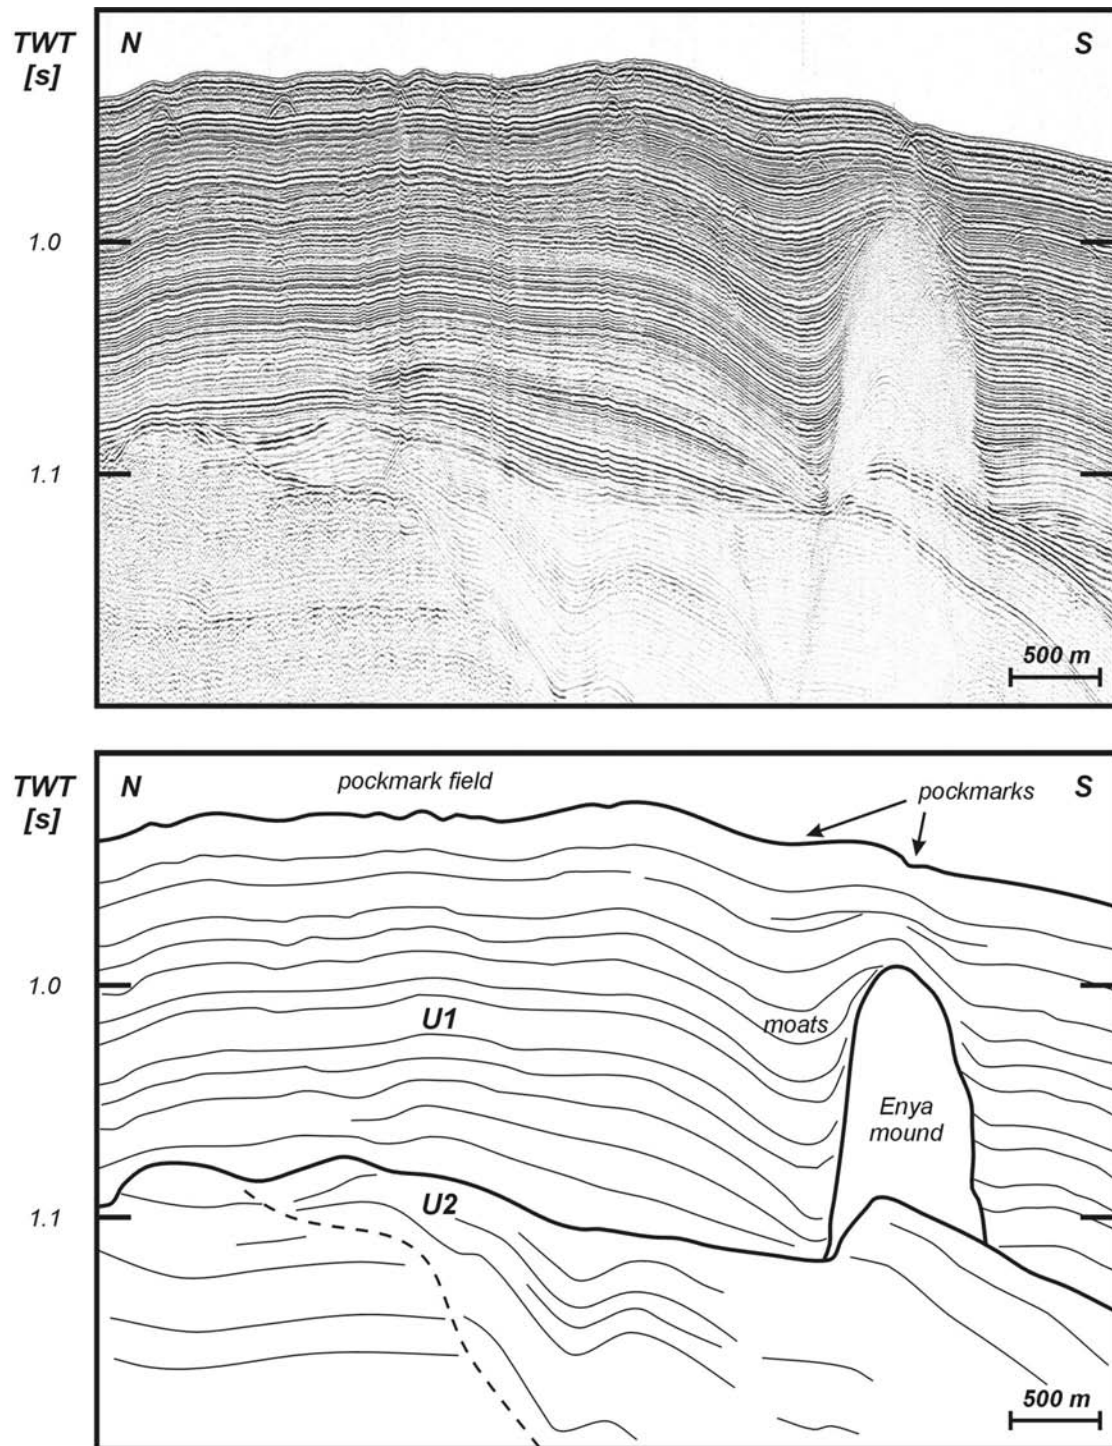 TWT
[s]
N
S
1.0
1.1
500 m
TWT
[s]
N
pockmark field
pockmarks
S
1.0
U1
moats
Enya
mound
U2
1.1
500 m